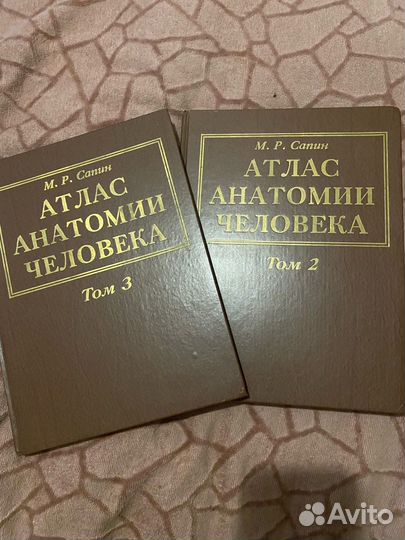 М. Р. Сапин
АТЛАС
АНАТОМИИ
ЧЕЛОВЕКА
Том 3
М. Р. Сапин
АТЛАС
АНАТОМИИ
ЧЕЛОВЕКА
Том 2
Avito